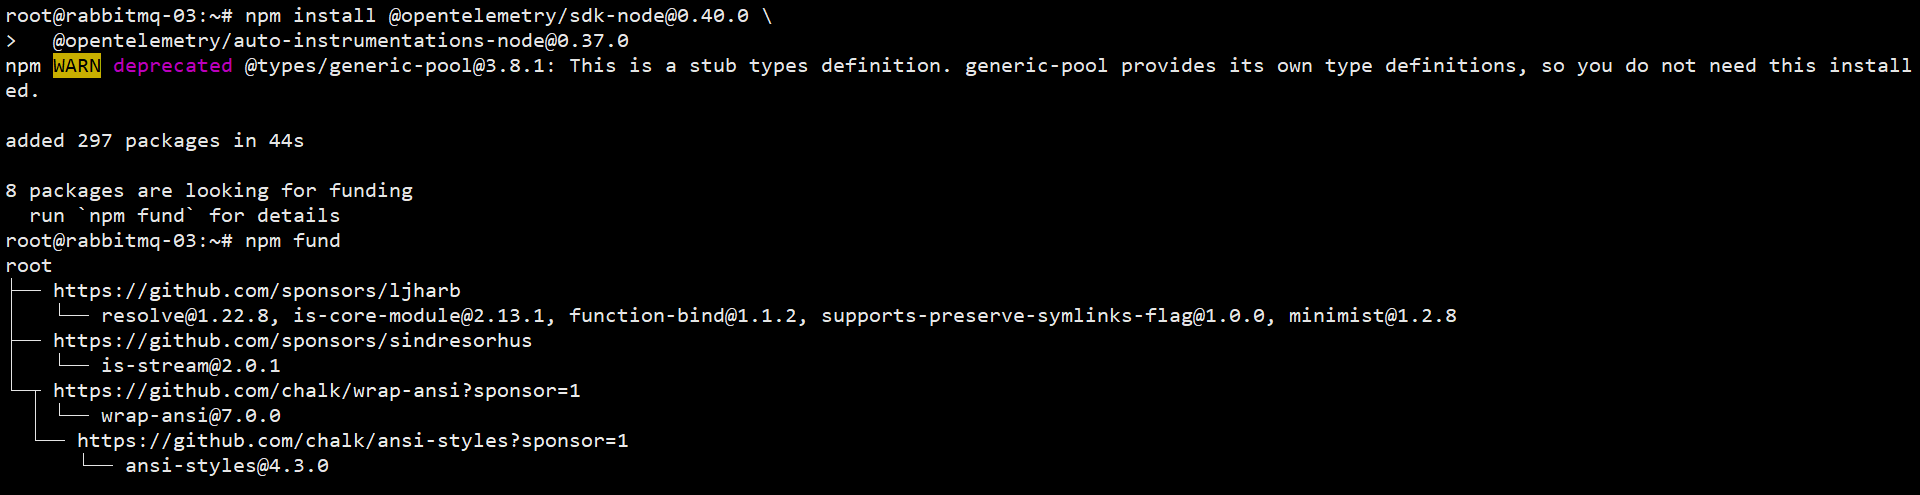 root@rabbitmq-03:~# npm install @opentelemetry/sdk-node@0.40.0 \
>   @opentelemetry/auto-instrumentations-node@0.37.0
npm WARN deprecated @types/generic-pool@3.8.1: This is a stub types definition. generic-pool provides its own type definitions, so you do not need this install
ed.
added 297 packages in 44s
8 packages are looking for funding
  run `npm fund` for details
root@rabbitmq-03:~# npm fund
root
├── https://github.com/sponsors/ljharb
│   └── resolve@1.22.8, is-core-module@2.13.1, function-bind@1.1.2, supports-preserve-symlinks-flag@1.0.0, minimist@1.2.8
├── https://github.com/sponsors/sindresorhus
│   └── is-stream@2.0.1
└─┬ https://github.com/chalk/wrap-ansi?sponsor=1
  │ └── wrap-ansi@7.0.0
  └── https://github.com/chalk/ansi-styles?sponsor=1
      └── ansi-styles@4.3.0